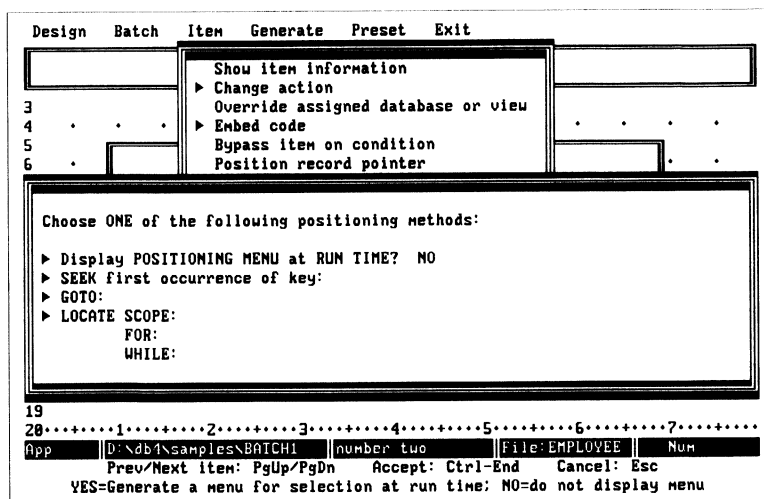 Design Batch Item Generate Preset Exit
Show item information
▶ Change action
Override assigned database or view
3
4
▶ Embed code
5
Bypass item on condition
6
Position record pointer
Choose ONE of the following positioning methods:
▶ Display POSITIONING MENU at RUN TIME? NO
▶ SEEK first occurrence of key:
▶ GOTO:
▶ LOCATE SCOPE:
FOR:
WHILE:
19
20····+····1····+····2····+····3····+····4····+····5····+····6····+····7····+····
App D:\db4\samples\BATCH1 number two File:EMPLOYEE Num
Prev/Next item: PgUp/PgDn Accept: Ctrl-End Cancel: Esc
YES=Generate a menu for selection at run time; NO=do not display menu